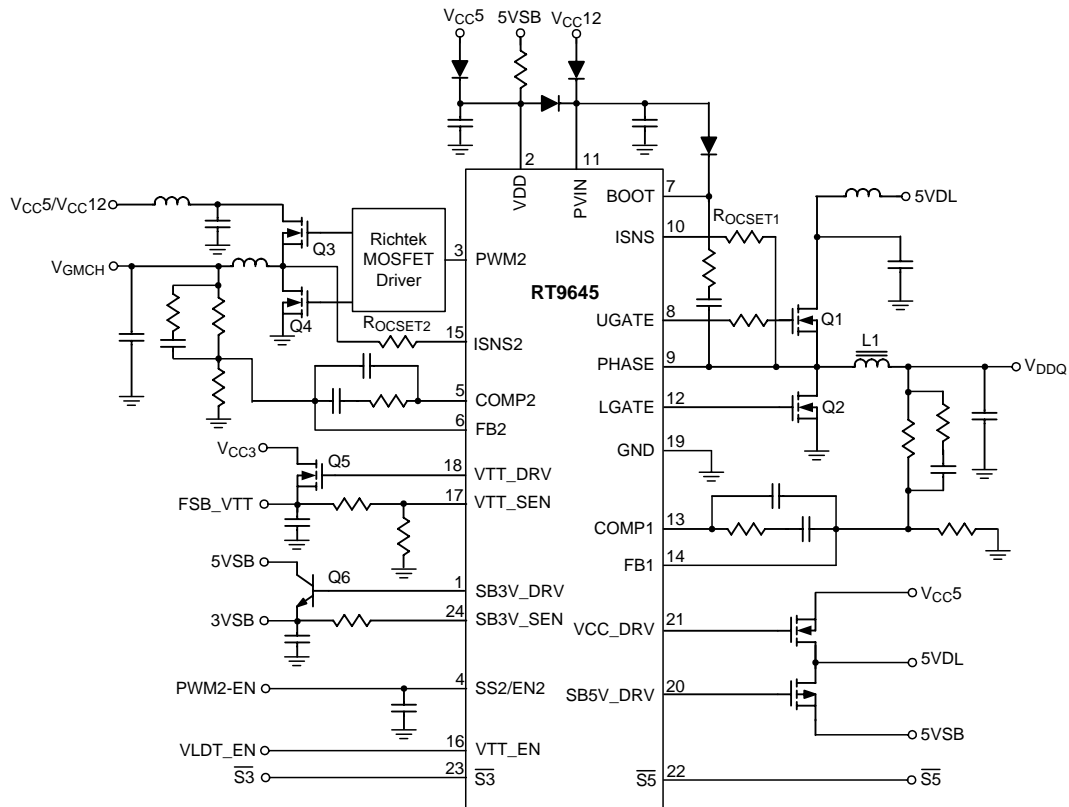 VCC5 5VSB VCC12
2 11
VDD PVIN
7 BOOT
5VDL
VCC5/VCC12
ROCSET1
10 ISNS
Q3
Richtek
MOSFET
Driver
3 PWM2
VGMCH
RT9645
Q4
8 UGATE
Q1
ROCSET2
15 ISNS2
L1
9 PHASE
VDDQ
5 COMP2
12 LGATE
Q2
6 FB2
VCC3
Q5
19 GND
18 VTT_DRV
FSB_VTT
17 VTT_SEN
13 COMP1
14 FB1
5VSB
Q6
1 SB3V_DRV
VCC5
3VSB
24 SB3V_SEN
21 VCC_DRV
5VDL
PWM2-EN
4 SS2/EN2
20 SB5V_DRV
5VSB
VLDT_EN
16 VTT_EN
S3
23 S3
22 S5
S5